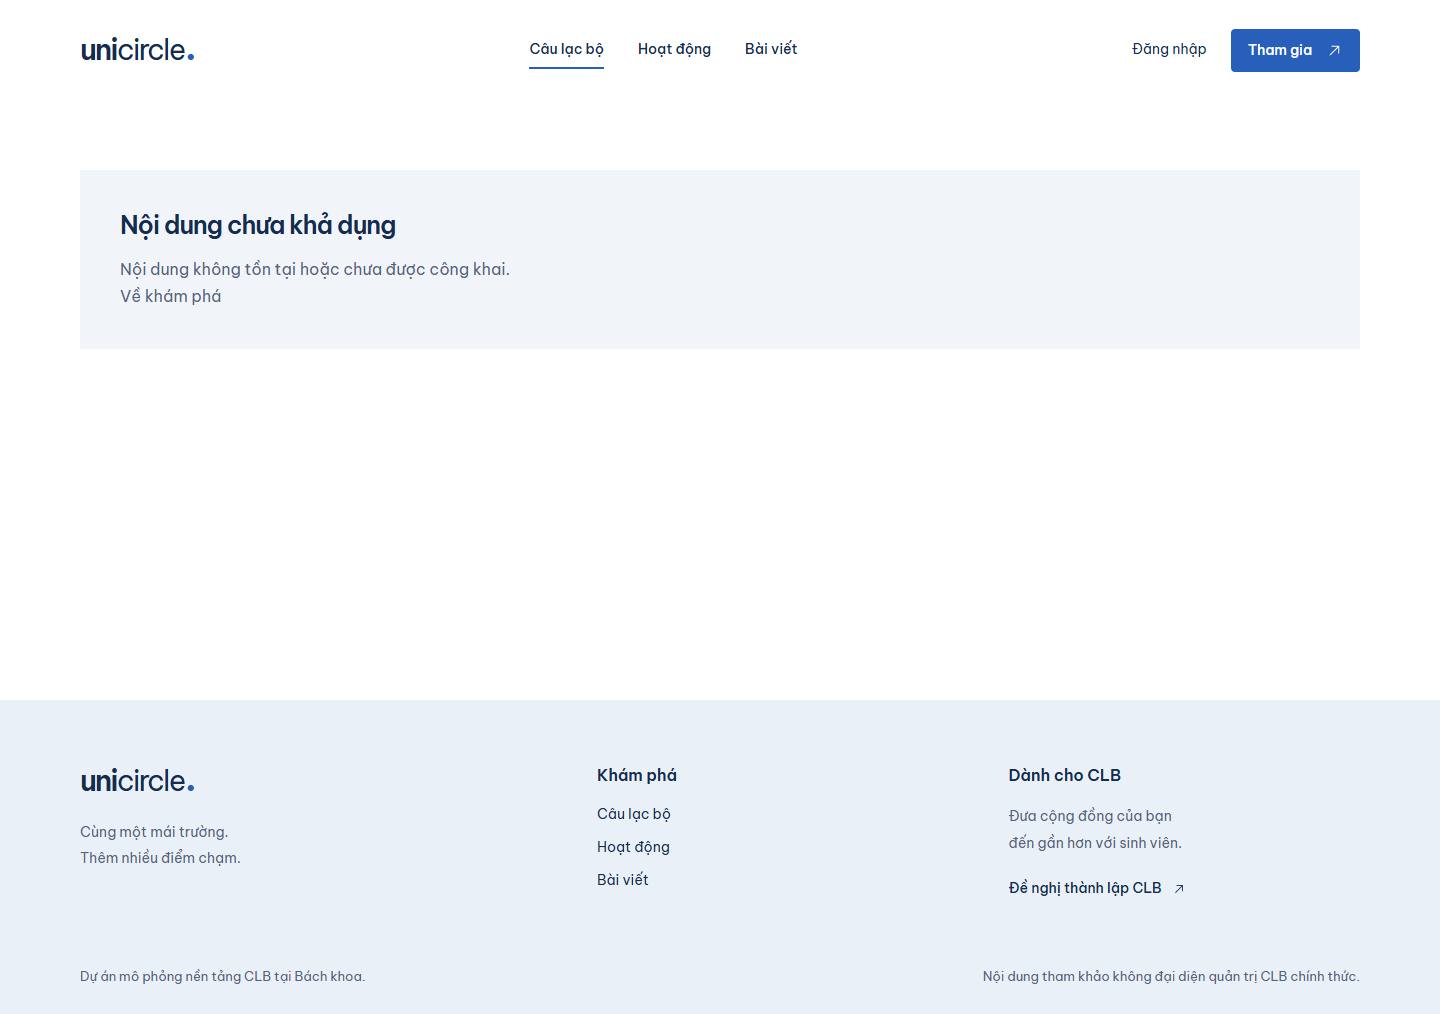 unicircle.
Câu lạc bộ
Hoạt động
Bài viết
Đăng nhập
Tham gia
Nội dung chưa khả dụng
Nội dung không tồn tại hoặc chưa được công khai.
Về khám phá
unicircle.
Cùng một mái trường.
Thêm nhiều điểm chạm.
Khám phá
Câu lạc bộ
Hoạt động
Bài viết
Dành cho CLB
Đưa cộng đồng của bạn
đến gần hơn với sinh viên.
Đề nghị thành lập CLB
Dự án mô phỏng nền tảng CLB tại Bách khoa.
Nội dung tham khảo không đại diện quản trị CLB chính thức.